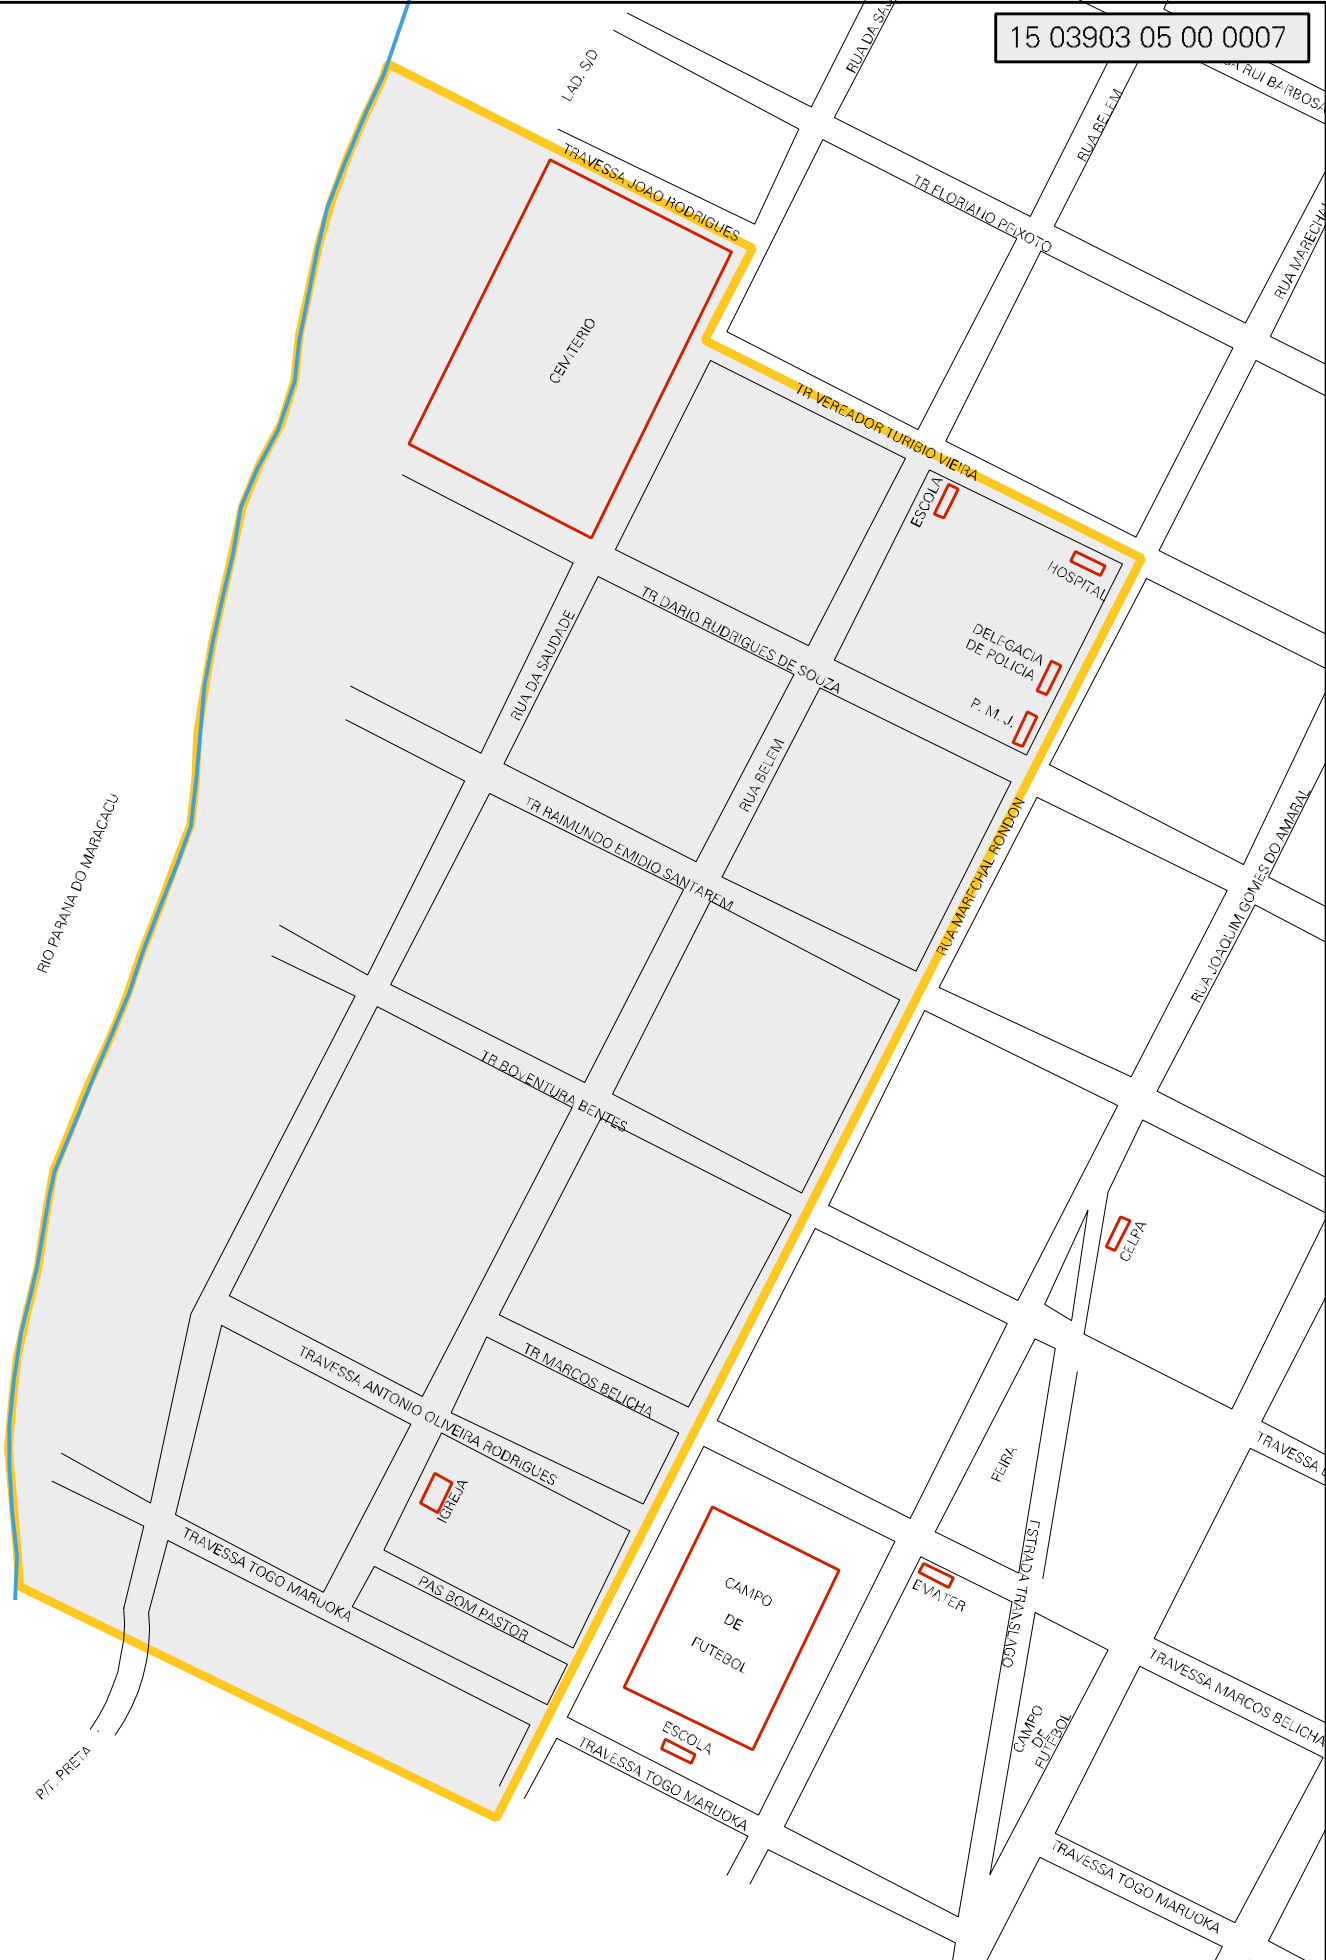 15 03903 05 00 0007
LAD. S/D
RUA DA
RUA BELEM
RUI BARBOSA
TRAVESSA JOAO RODRIGUES
TR FLORIANO PEIXOTO
RUA MARECHAL
CEMITERIO
TR VEREADOR TURIBIO VIEIRA
ESCOLA
HOSPITAL
DELEGACIA
DE POLICIA
P. M. J.
TR DARIO RUDRIGUES DE SOUZA
RUA DA SAUDADE
RUA BELEM
TR RAIMUNDO EMIDIO SANTAREM
RUA MARECHAL RONDON
RUA JOAQUIM GOMES DO AMARAL
RIO PARANA DO MARACACU
TR BOVENTURA BENTES
CELPA
TR MARCOS BELICHA
TRAVESSA ANTONIO OLIVEIRA RODRIGUES
IGREJA
FEIRA
TRAVESSA
ESTRADA TRANSLAGO
TRAVESSA TOGO MARUOKA
PAS BOM PASTOR
CAMPO
DE
FUTEBOL
EMATER
ESCOLA
TRAVESSA TOGO MARUOKA
CAMPO
DE
FUTEBOL
TRAVESSA MARCOS BELICHA
TRAVESSA TOGO MARUOKA
P/T. PRETA